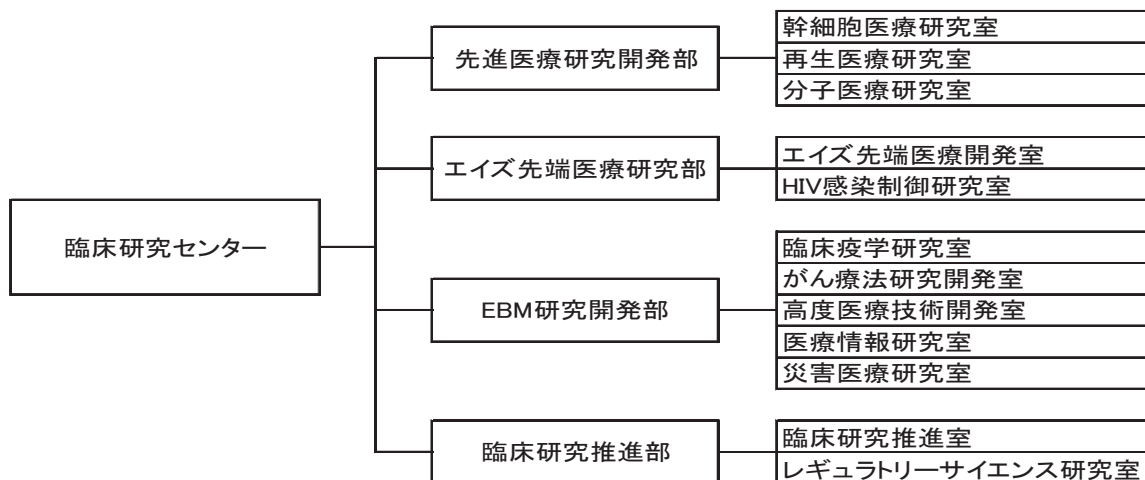 臨床研究センター
先進医療研究開発部
幹細胞医療研究室
再生医療研究室
分子医療研究室
エイズ先端医療研究部
エイズ先端医療開発室
HIV感染制御研究室
EBM研究開発部
臨床疫学研究室
がん療法研究開発室
高度医療技術開発室
医療情報研究室
災害医療研究室
臨床研究推進部
臨床研究推進室
レギュラトリーサイエンス研究室